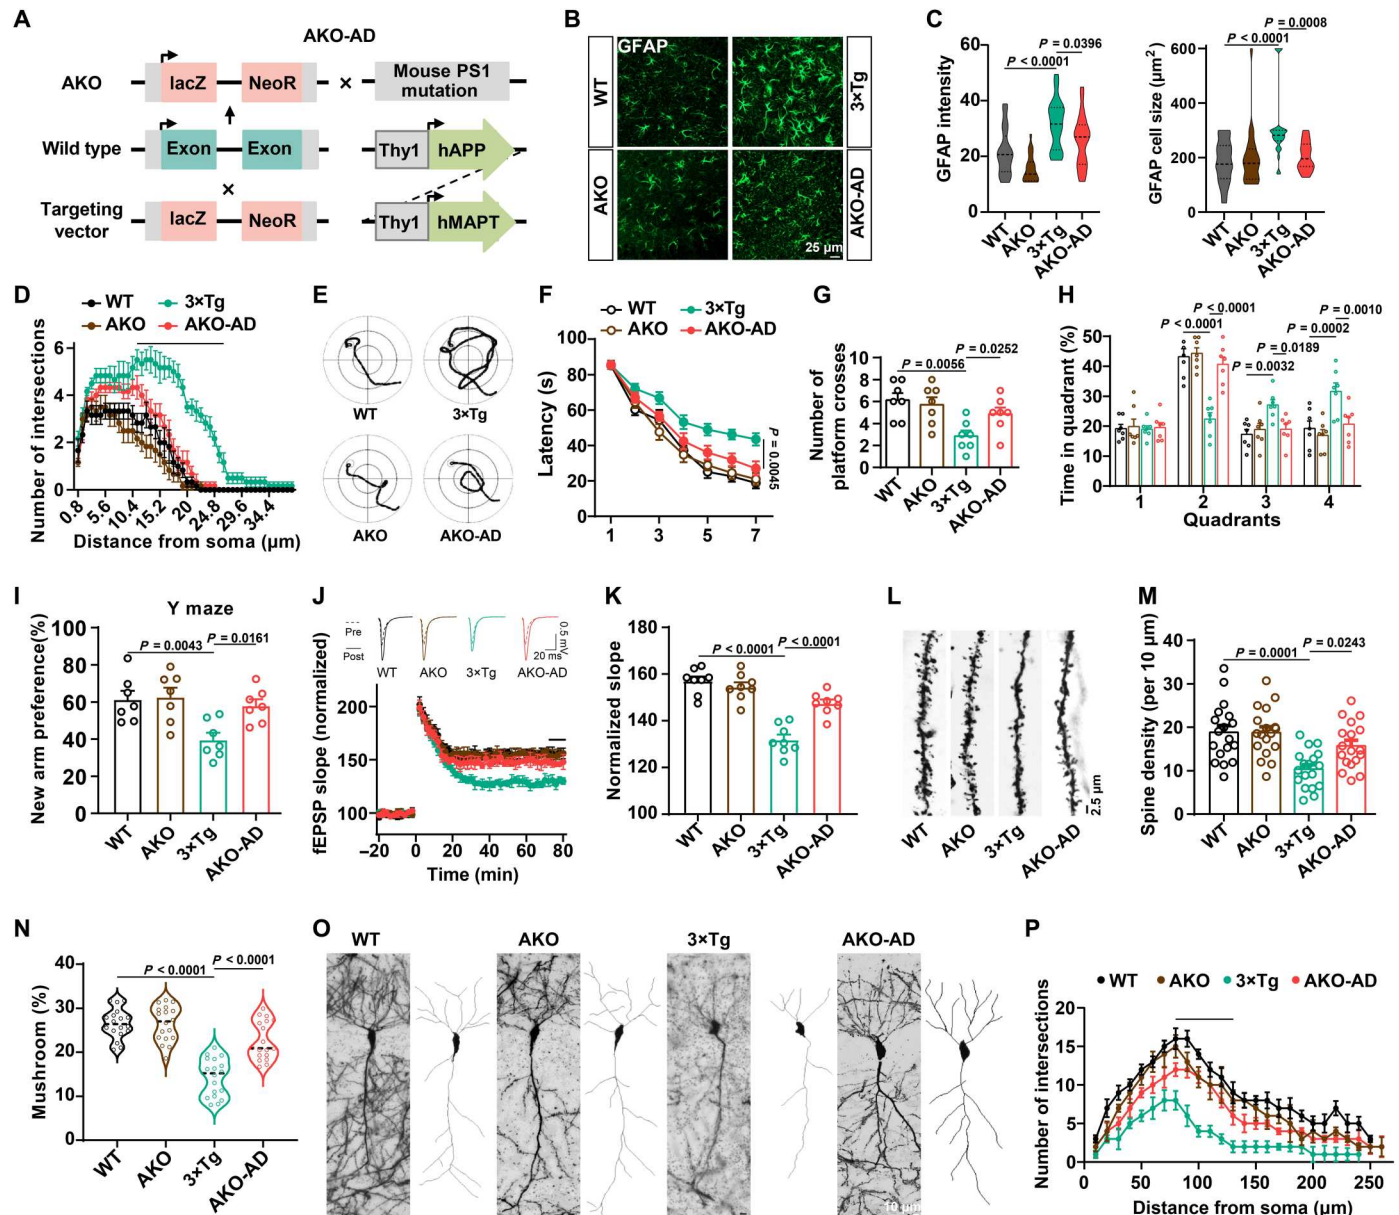 A
AKO-AD
AKO
lacZ
NeoR
×
Mouse PS1
mutation
Wild type
Exon
Exon
Thy1
hAPP
×
Targeting
vector
lacZ
NeoR
Thy1
hMAPT
B
GFAP
WT
3×Tg
AKO
AKO-AD
25 µm
C
P = 0.0396
P < 0.0001
GFAP intensity
60
40
20
0
WT
AKO
3×Tg
AKO-AD
P = 0.0008
P < 0.0001
GFAP cell size (µm²)
600
400
200
0
WT
AKO
3×Tg
AKO-AD
D
WT
3×Tg
AKO
AKO-AD
Number of intersections
6
4
2
0
0.8
5.6
10.4
15.2
20
24.8
29.6
34.4
Distance from soma (µm)
E
WT
3×Tg
AKO
AKO-AD
F
WT
3×Tg
AKO
AKO-AD
Latency (s)
100
80
60
40
20
0
1 3 5 7
P = 0.0045
G
P = 0.0252
P = 0.0056
Number of
platform crosses
10
8
6
4
2
0
WT
AKO
3×Tg
AKO-AD
H
P < 0.0001
P = 0.0010
P < 0.0001
P = 0.0002
P = 0.0189
P = 0.0032
Time in quadrant (%)
50
40
30
20
10
0
1 2 3 4
Quadrants
I
Y maze
P = 0.0043
P = 0.0161
New arm preference(%)
100
80
60
40
20
0
WT
AKO
3×Tg
AKO-AD
J
Pre
Post
0.5 mV
20 ms
WT
AKO
3×Tg
AKO-AD
fEPSP slope (normalized)
200
150
100
−20 0 20 40 60 80
Time (min)
K
P < 0.0001
P < 0.0001
Normalized slope
180
160
140
120
100
WT
AKO
3×Tg
AKO-AD
L
2.5 µm
WT
AKO
3×Tg
AKO-AD
M
P = 0.0001
P = 0.0243
Spine density (per 10 µm)
40
30
20
10
0
WT
AKO
3×Tg
AKO-AD
N
P < 0.0001
P < 0.0001
Mushroom (%)
40
30
20
10
0
WT
AKO
3×Tg
AKO-AD
O
WT
AKO
3×Tg
AKO-AD
10 µm
P
WT
AKO
3×Tg
AKO-AD
Number of intersections
20
15
10
5
0
0 50 100 150 200 250
Distance from soma (µm)